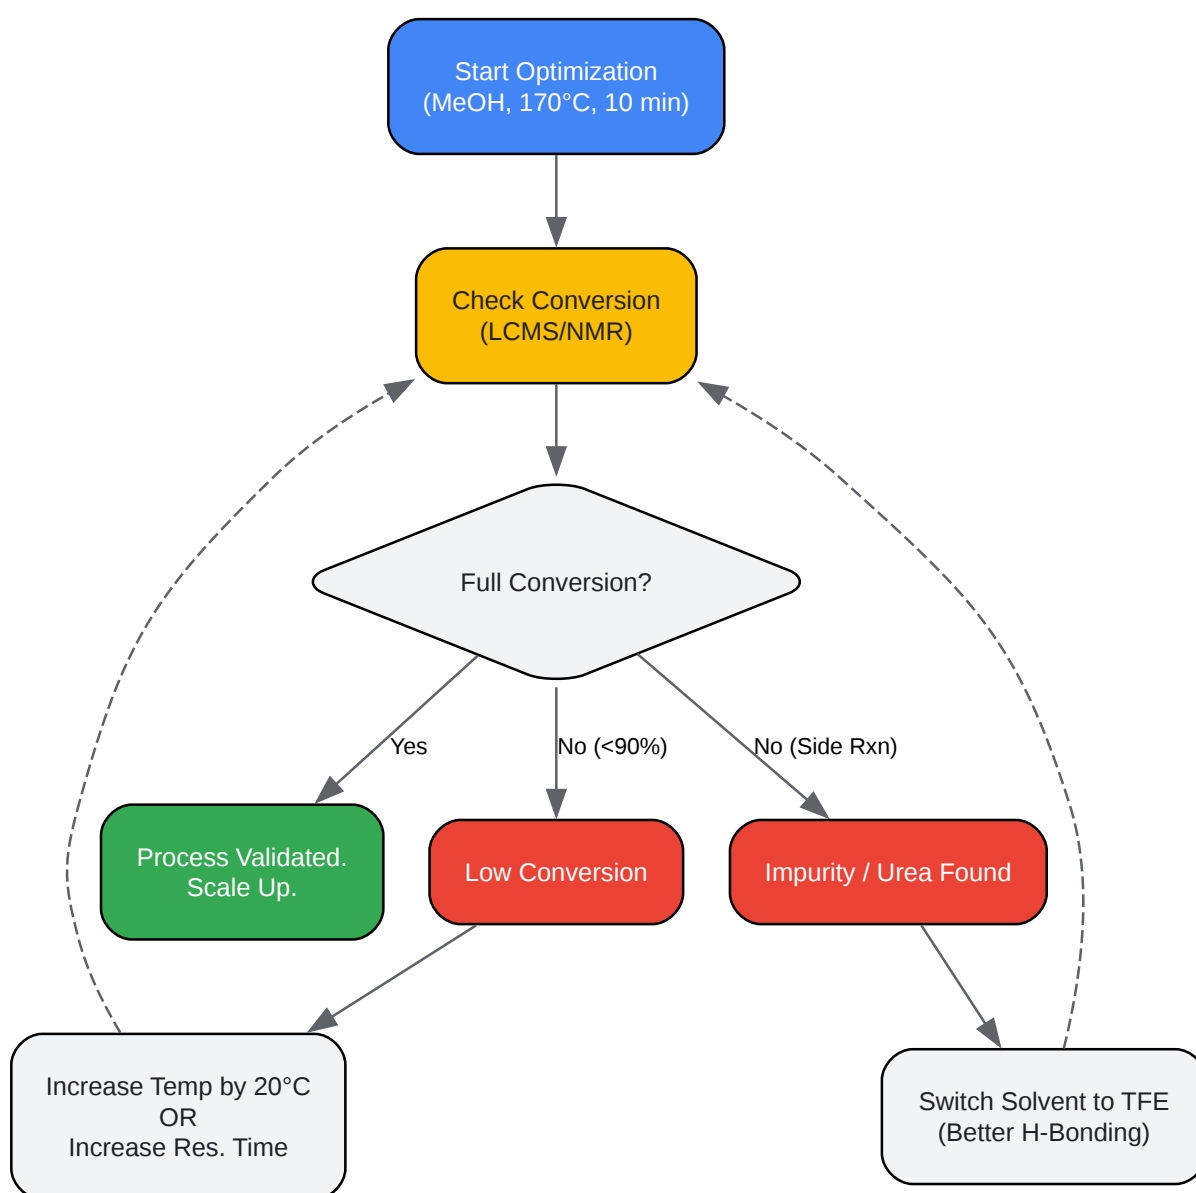 Start Optimization
(MeOH, 170°C, 10 min)
Check Conversion
(LCMS/NMR)
Full Conversion?
Yes
No (<90%)
No (Side Rxn)
Process Validated.
Scale Up.
Low Conversion
Impurity / Urea Found
Increase Temp by 20°C
OR
Increase Res. Time
Switch Solvent to TFE
(Better H-Bonding)